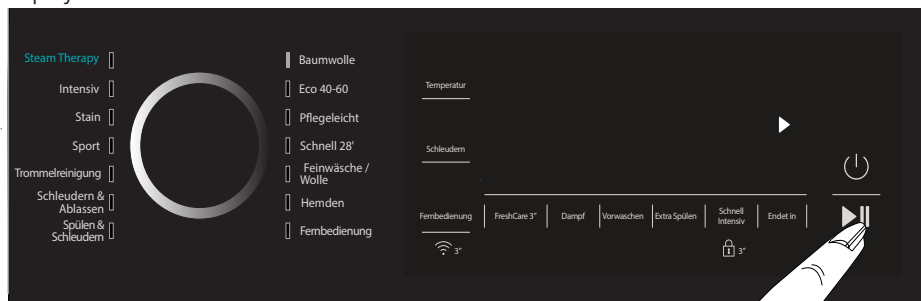 Steam Therapy
Intensiv
Stain
Sport
Trommelreinigung
Schleudern &
Ablassen
Spülen &
Schleudern
Baumwolle
Eco 40-60
Pflegeleicht
Schnell 28'
Feinwäsche /
Wolle
Hemden
Fernbedienung
Temperatur
Schleudern
Fernbedienung
FreshCare 3"
Dampf
Vorwaschen
Extra Spülen
Schnell
Intensiv
Endet in
3"
3"